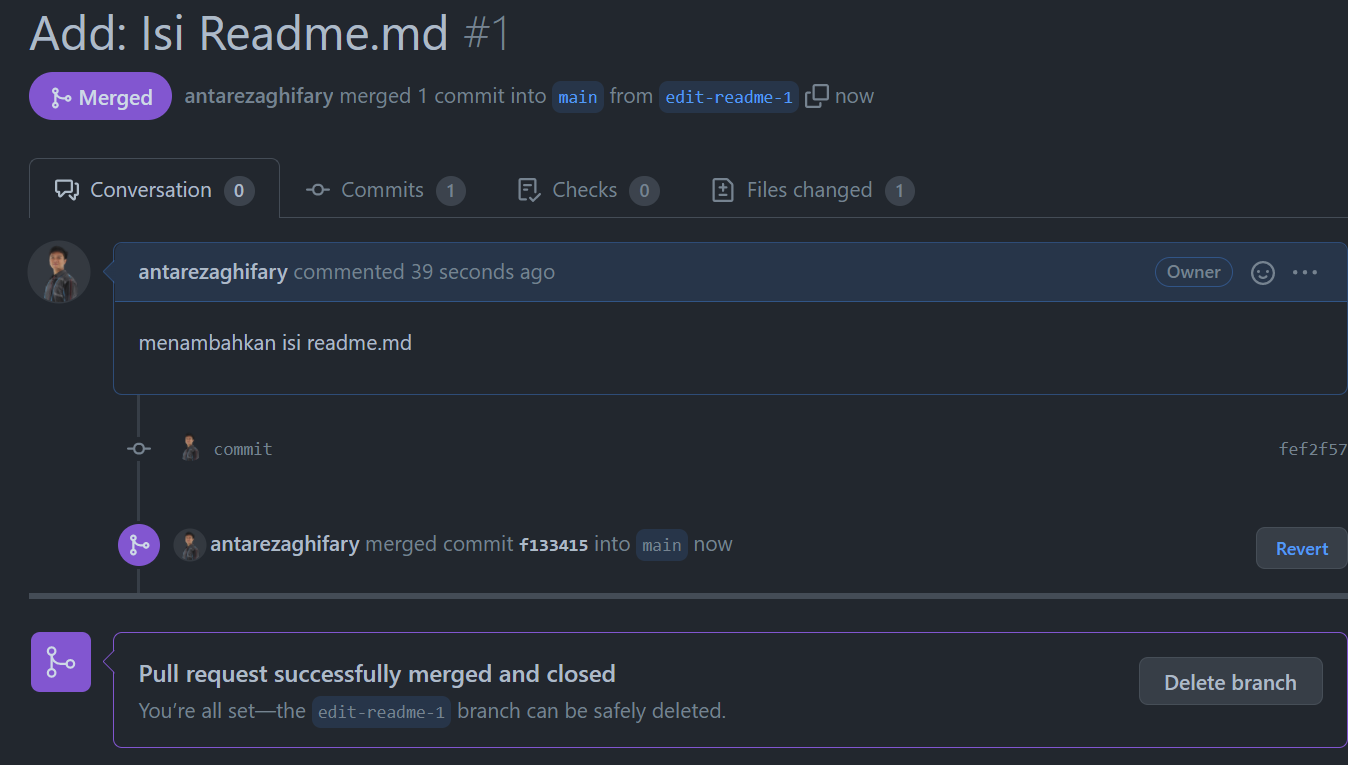 Add: Isi Readme.md #1
Merged antarezaghifary merged 1 commit into main from edit-readme-1 now
Conversation 0 Commits 1 Checks 0 Files changed 1
antarezaghifary commented 39 seconds ago Owner
menambahkan isi readme.md
commit fef2f57
antarezaghifary merged commit f133415 into main now Revert
Pull request successfully merged and closed
You’re all set—the edit-readme-1 branch can be safely deleted.
Delete branch